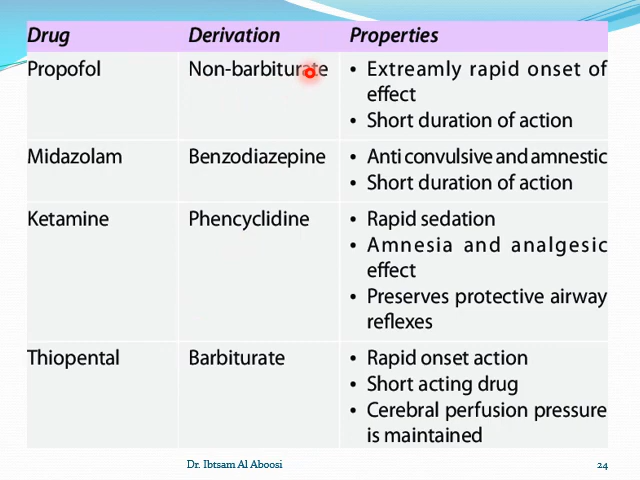 Drug Derivation Properties
Propofol Non-barbiturate • Extreamly rapid onset of
effect
• Short duration of action
Midazolam Benzodiazepine • Anti convulsive and amnestic
• Short duration of action
Ketamine Phencyclidine • Rapid sedation
• Amnesia and analgesic
effect
• Preserves protective airway
reflexes
Thiopental Barbiturate • Rapid onset action
• Short acting drug
• Cerebral perfusion pressure
is maintained
Dr. Ibtsam Al Aboosi 24